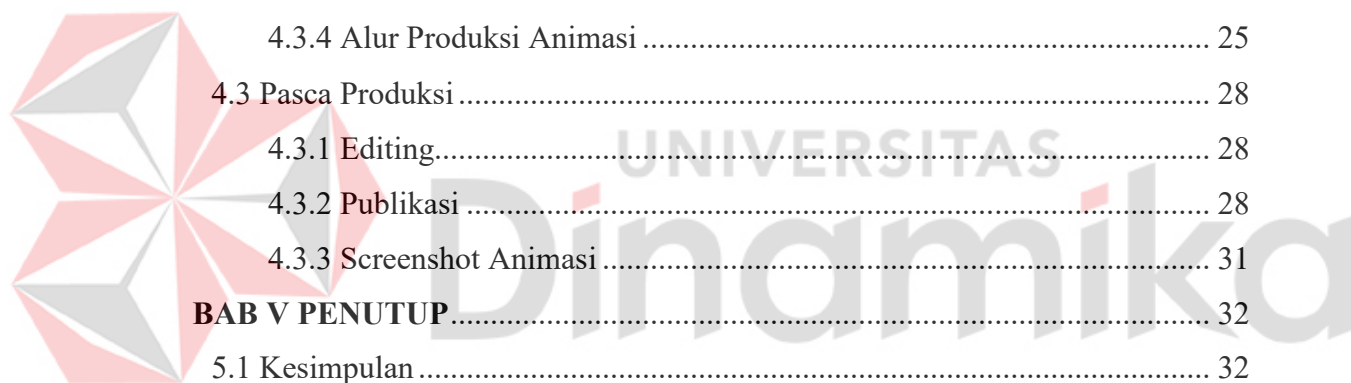 4.3.4 Alur Produksi Animasi ........................................................................ 25
4.3 Pasca Produksi ................................................................................................ 28
4.3.1 Editing .................................................................................................. 28
UNIVERSITAS
4.3.2 Publikasi ............................................................................................... 28
Dinamika
4.3.3 Screenshot Animasi .............................................................................. 31
BAB V PENUTUP ................................................................................................. 32
5.1 Kesimpulan ..................................................................................................... 32